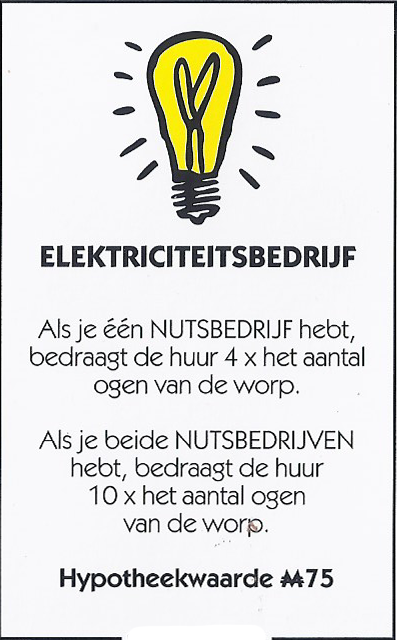 ELEKTRICITEITSBEDRIJF
Als je één NUTSBEDRIJF hebt,
bedraagt de huur 4 x het aantal
ogen van de worp.
Als je beide NUTSBEDRIJVEN
hebt, bedraagt de huur
10 x het aantal ogen
van de worp.
Hypotheekwaarde ₩75